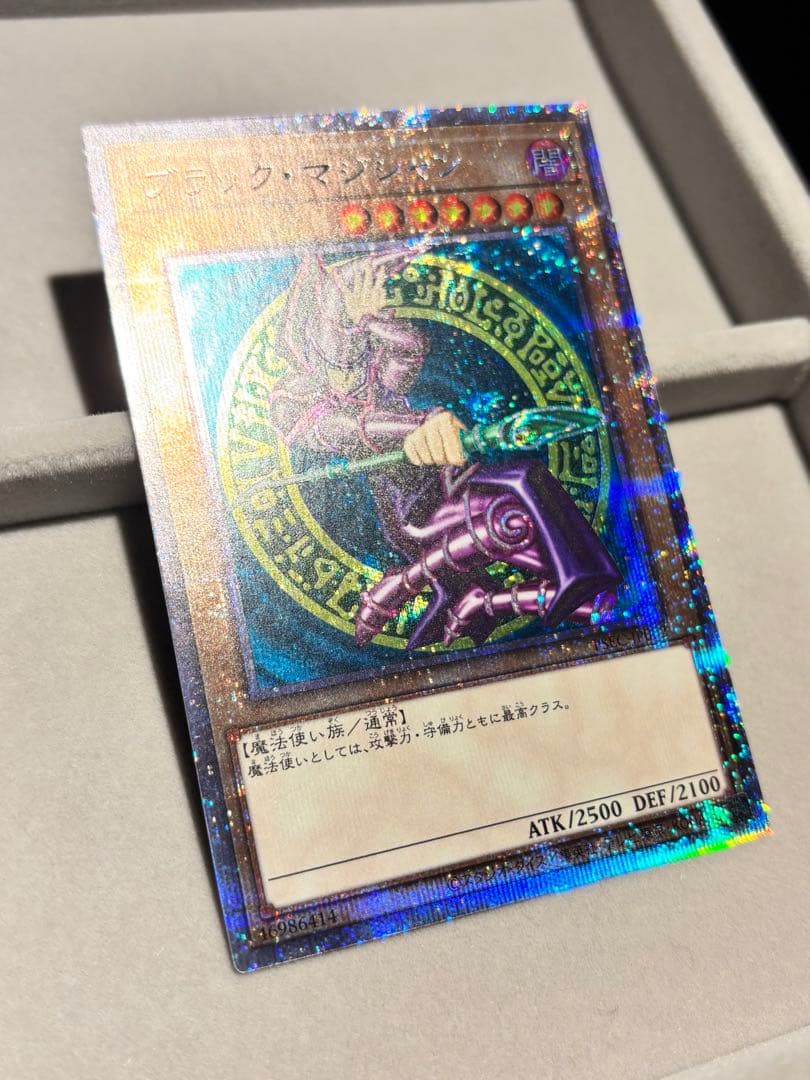 ブラック・マジシャン
闇
【魔法使い族/通常】
魔法使いとしては、攻撃力・守備力ともに最高クラス。
ATK/2500 DEF/2100
46986414